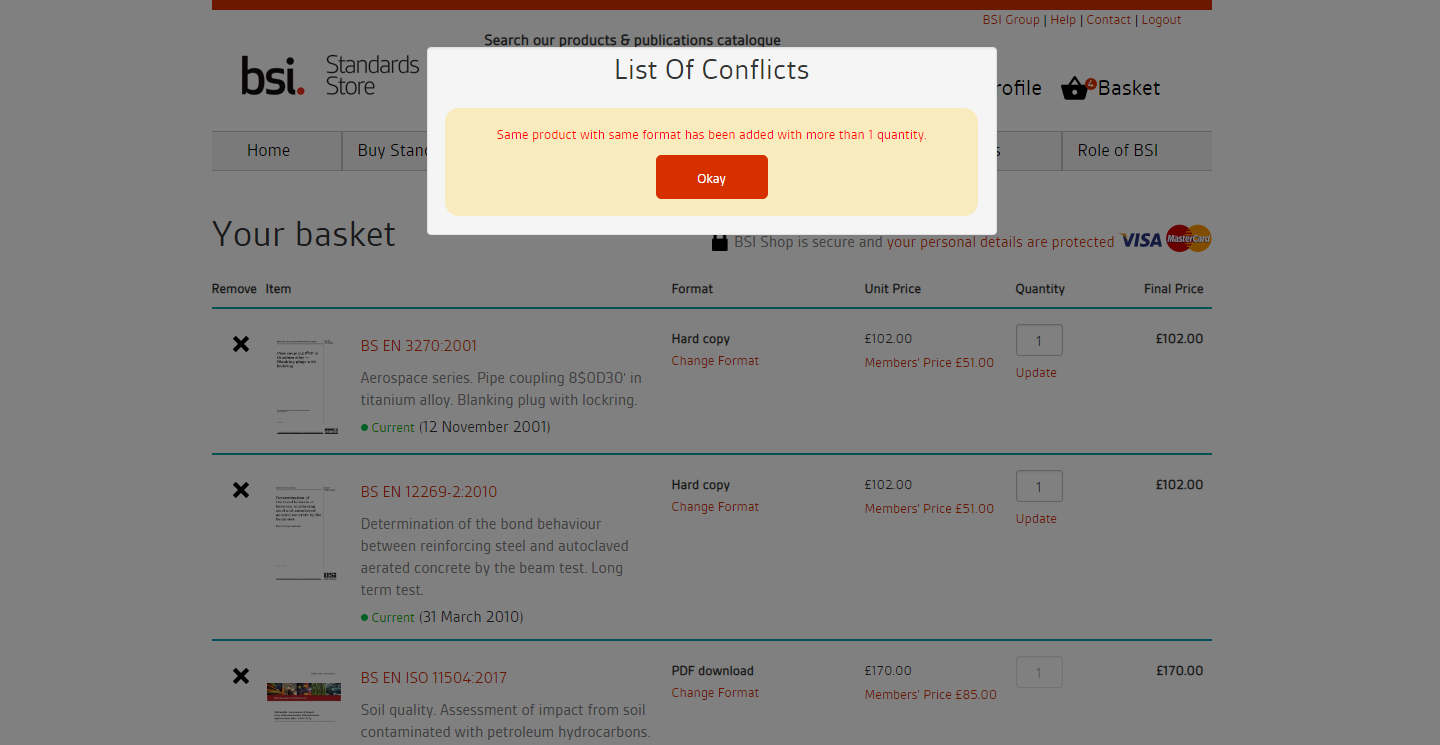 BSI Group | Help | Contact | Logout
Search our products & publications catalogue
bsi. Standards Store
List Of Conflicts
rofile 4 Basket
Same product with same format has been added with more than 1 quantity.
Okay
Home Buy Stan s Role of BSI
Your basket
BSI Shop is secure and your personal details are protected VISA MasterCard
Remove Item Format Unit Price Quantity Final Price
BS EN 3270:2001 Hard copy £102.00 1 £102.00
Change Format Members' Price £51.00 Update
Aerospace series. Pipe coupling 8$0D30' in
titanium alloy. Blanking plug with lockring.
Current (12 November 2001)
BS EN 12269-2:2010 Hard copy £102.00 1 £102.00
Change Format Members' Price £51.00 Update
Determination of the bond behaviour
between reinforcing steel and autoclaved
aerated concrete by the beam test. Long
term test.
Current (31 March 2010)
BS EN ISO 11504:2017 PDF download £170.00 1 £170.00
Change Format Members' Price £85.00
Soil quality. Assessment of impact from soil
contaminated with petroleum hydrocarbons.